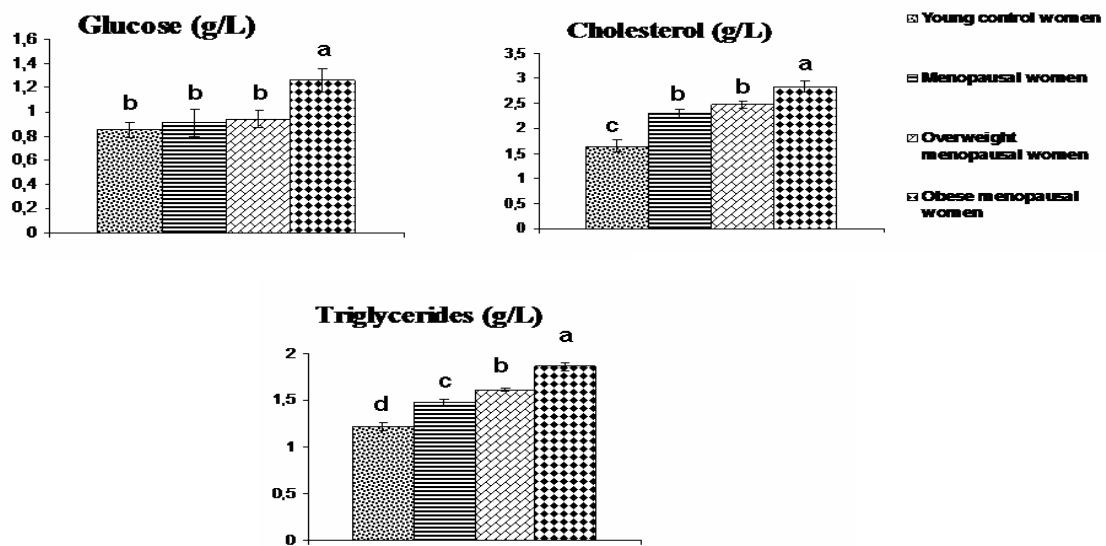 Glucose (g/L)
1,6
1,4
1,2
1
0,8
0,6
0,4
0,2
0
b
b
b
a
Cholesterol (g/L)
3,5
3
2,5
2
1,5
1
0,5
0
c
b
b
a
Young control women
Menopausal women
Overweight
menopausal women
Obese menopausal
women
Triglycerides (g/L)
2
1,5
1
0,5
0
d
c
b
a